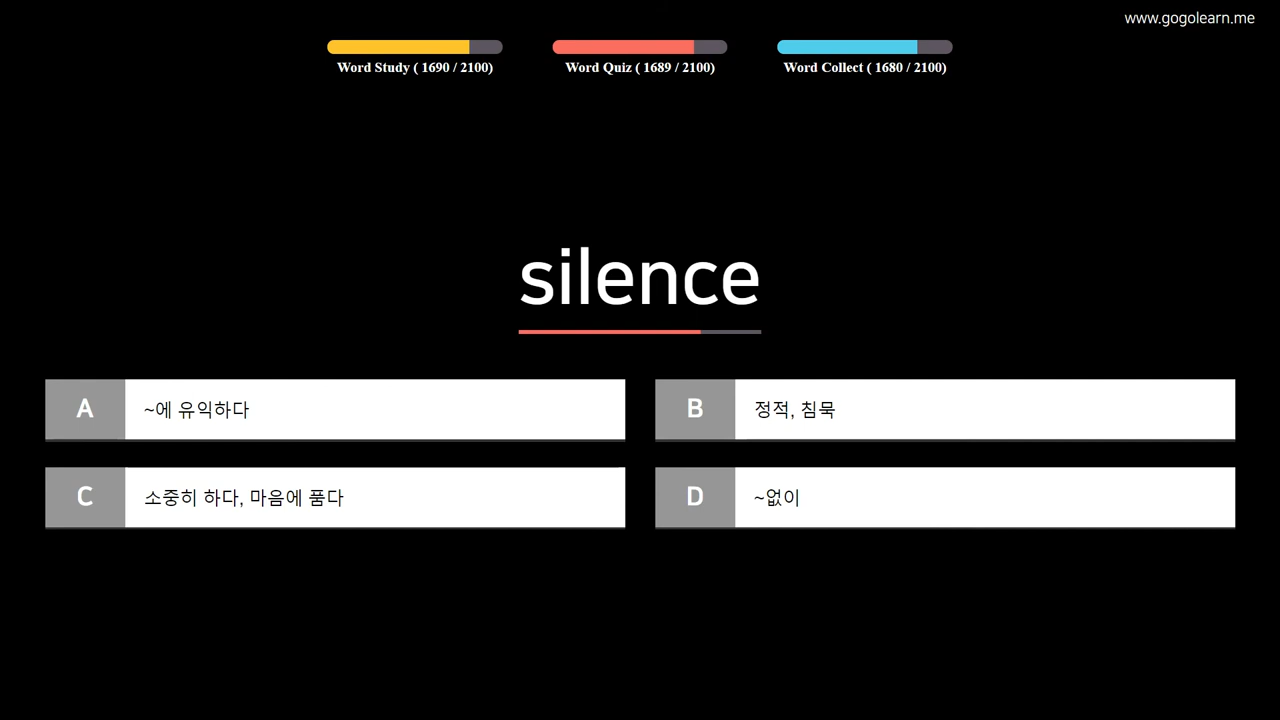 www.gogolearn.me
Word Study ( 1690 / 2100)
Word Quiz ( 1689 / 2100)
Word Collect ( 1680 / 2100)
silence
A ~에 유익하다
B 정적, 침묵
C 소중히 하다, 마음에 품다
D ~없이